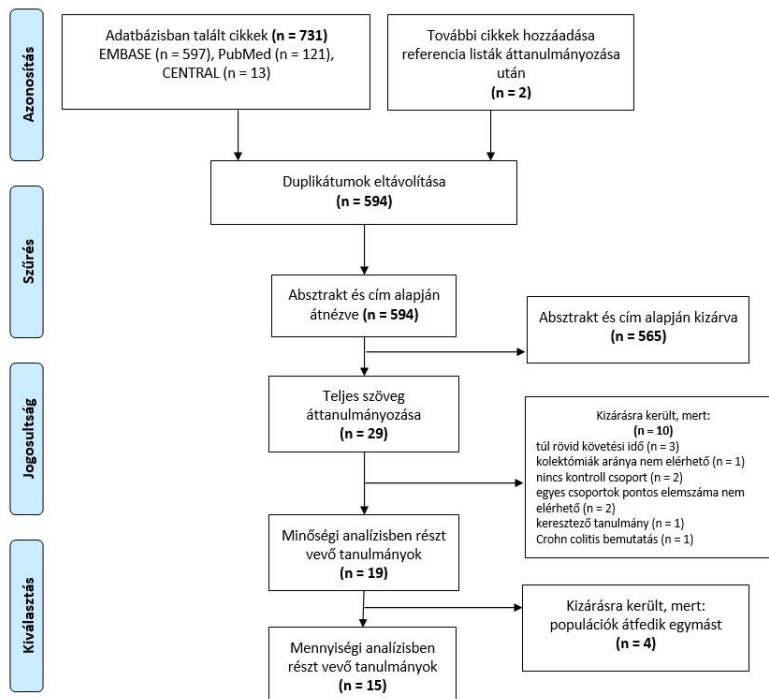 Azonosítás
Adatbázisban talált cikkek (n = 731)
EMBASE (n = 597), PubMed (n = 121),
CENTRAL (n = 13)
További cikkek hozzáadása
referencia listák áttanulmányozása
után
(n = 2)
Duplikátumok eltávolítása
(n = 594)
Szűrés
Absztrakt és cím alapján
átnézve (n = 594)
Absztrakt és cím alapján kizárva
(n = 565)
Jogosultság
Teljes szöveg
áttanulmányozása
(n = 29)
Kizárásra került, mert:
(n = 10)
túl rövid követési idő (n = 3)
kolektómiák aránya nem elérhető (n = 1)
nincs kontroll csoport (n = 2)
egyes csoportok pontos elemszáma nem
elérhető (n = 2)
keresztező tanulmány (n = 1)
Crohn colitis bemutatás (n = 1)
Minőségi analízisben részt
vevő tanulmányok
(n = 19)
Kiválasztás
Kizárásra került, mert:
populációk átfedik egymást
(n = 4)
Mennyiségi analízisben
részt vevő tanulmányok
(n = 15)